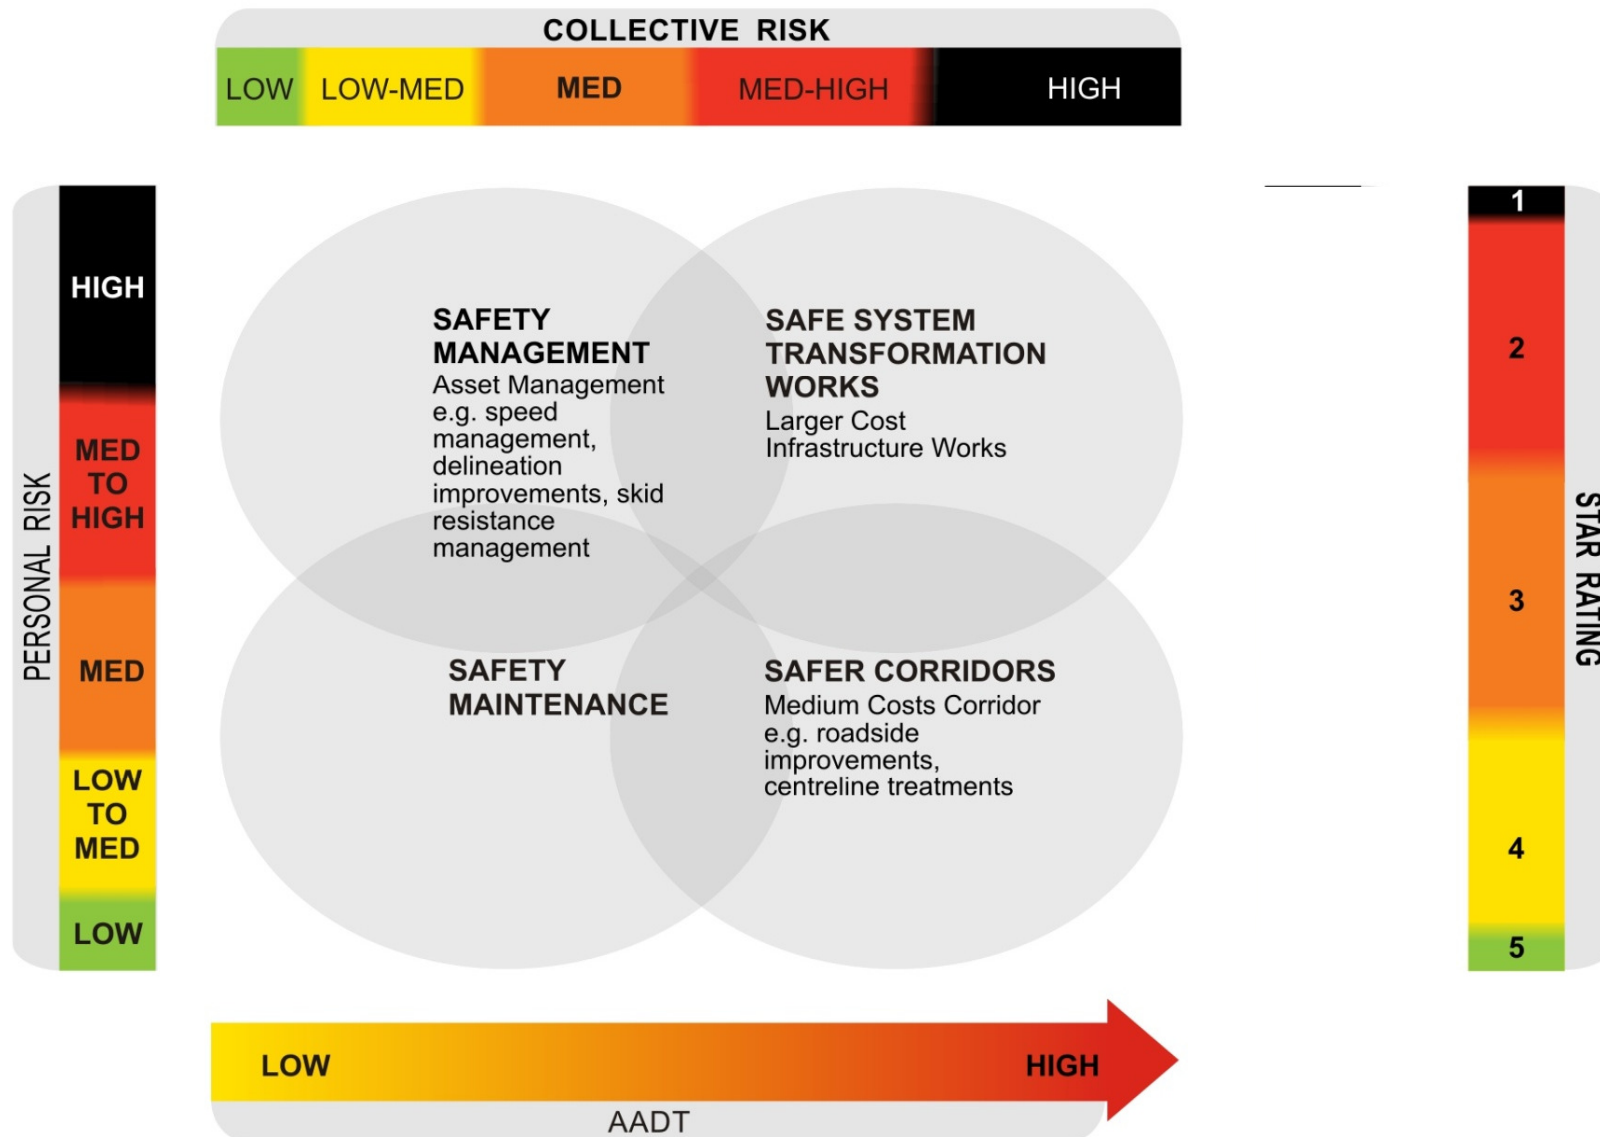 COLLECTIVE RISK
LOW LOW-MED MED MED-HIGH HIGH
PERSONAL RISK
HIGH
MED
TO
HIGH
MED
LOW
TO
MED
LOW
SAFETY
MANAGEMENT
Asset Management
e.g. speed
management,
delineation
improvements, skid
resistance
management
SAFE SYSTEM
TRANSFORMATION
WORKS
Larger Cost
Infrastructure Works
SAFETY
MAINTENANCE
SAFER CORRIDORS
Medium Costs Corridor
e.g. roadside
improvements,
centreline treatments
1
2
3
4
5
STAR RATING
LOW HIGH
AADT